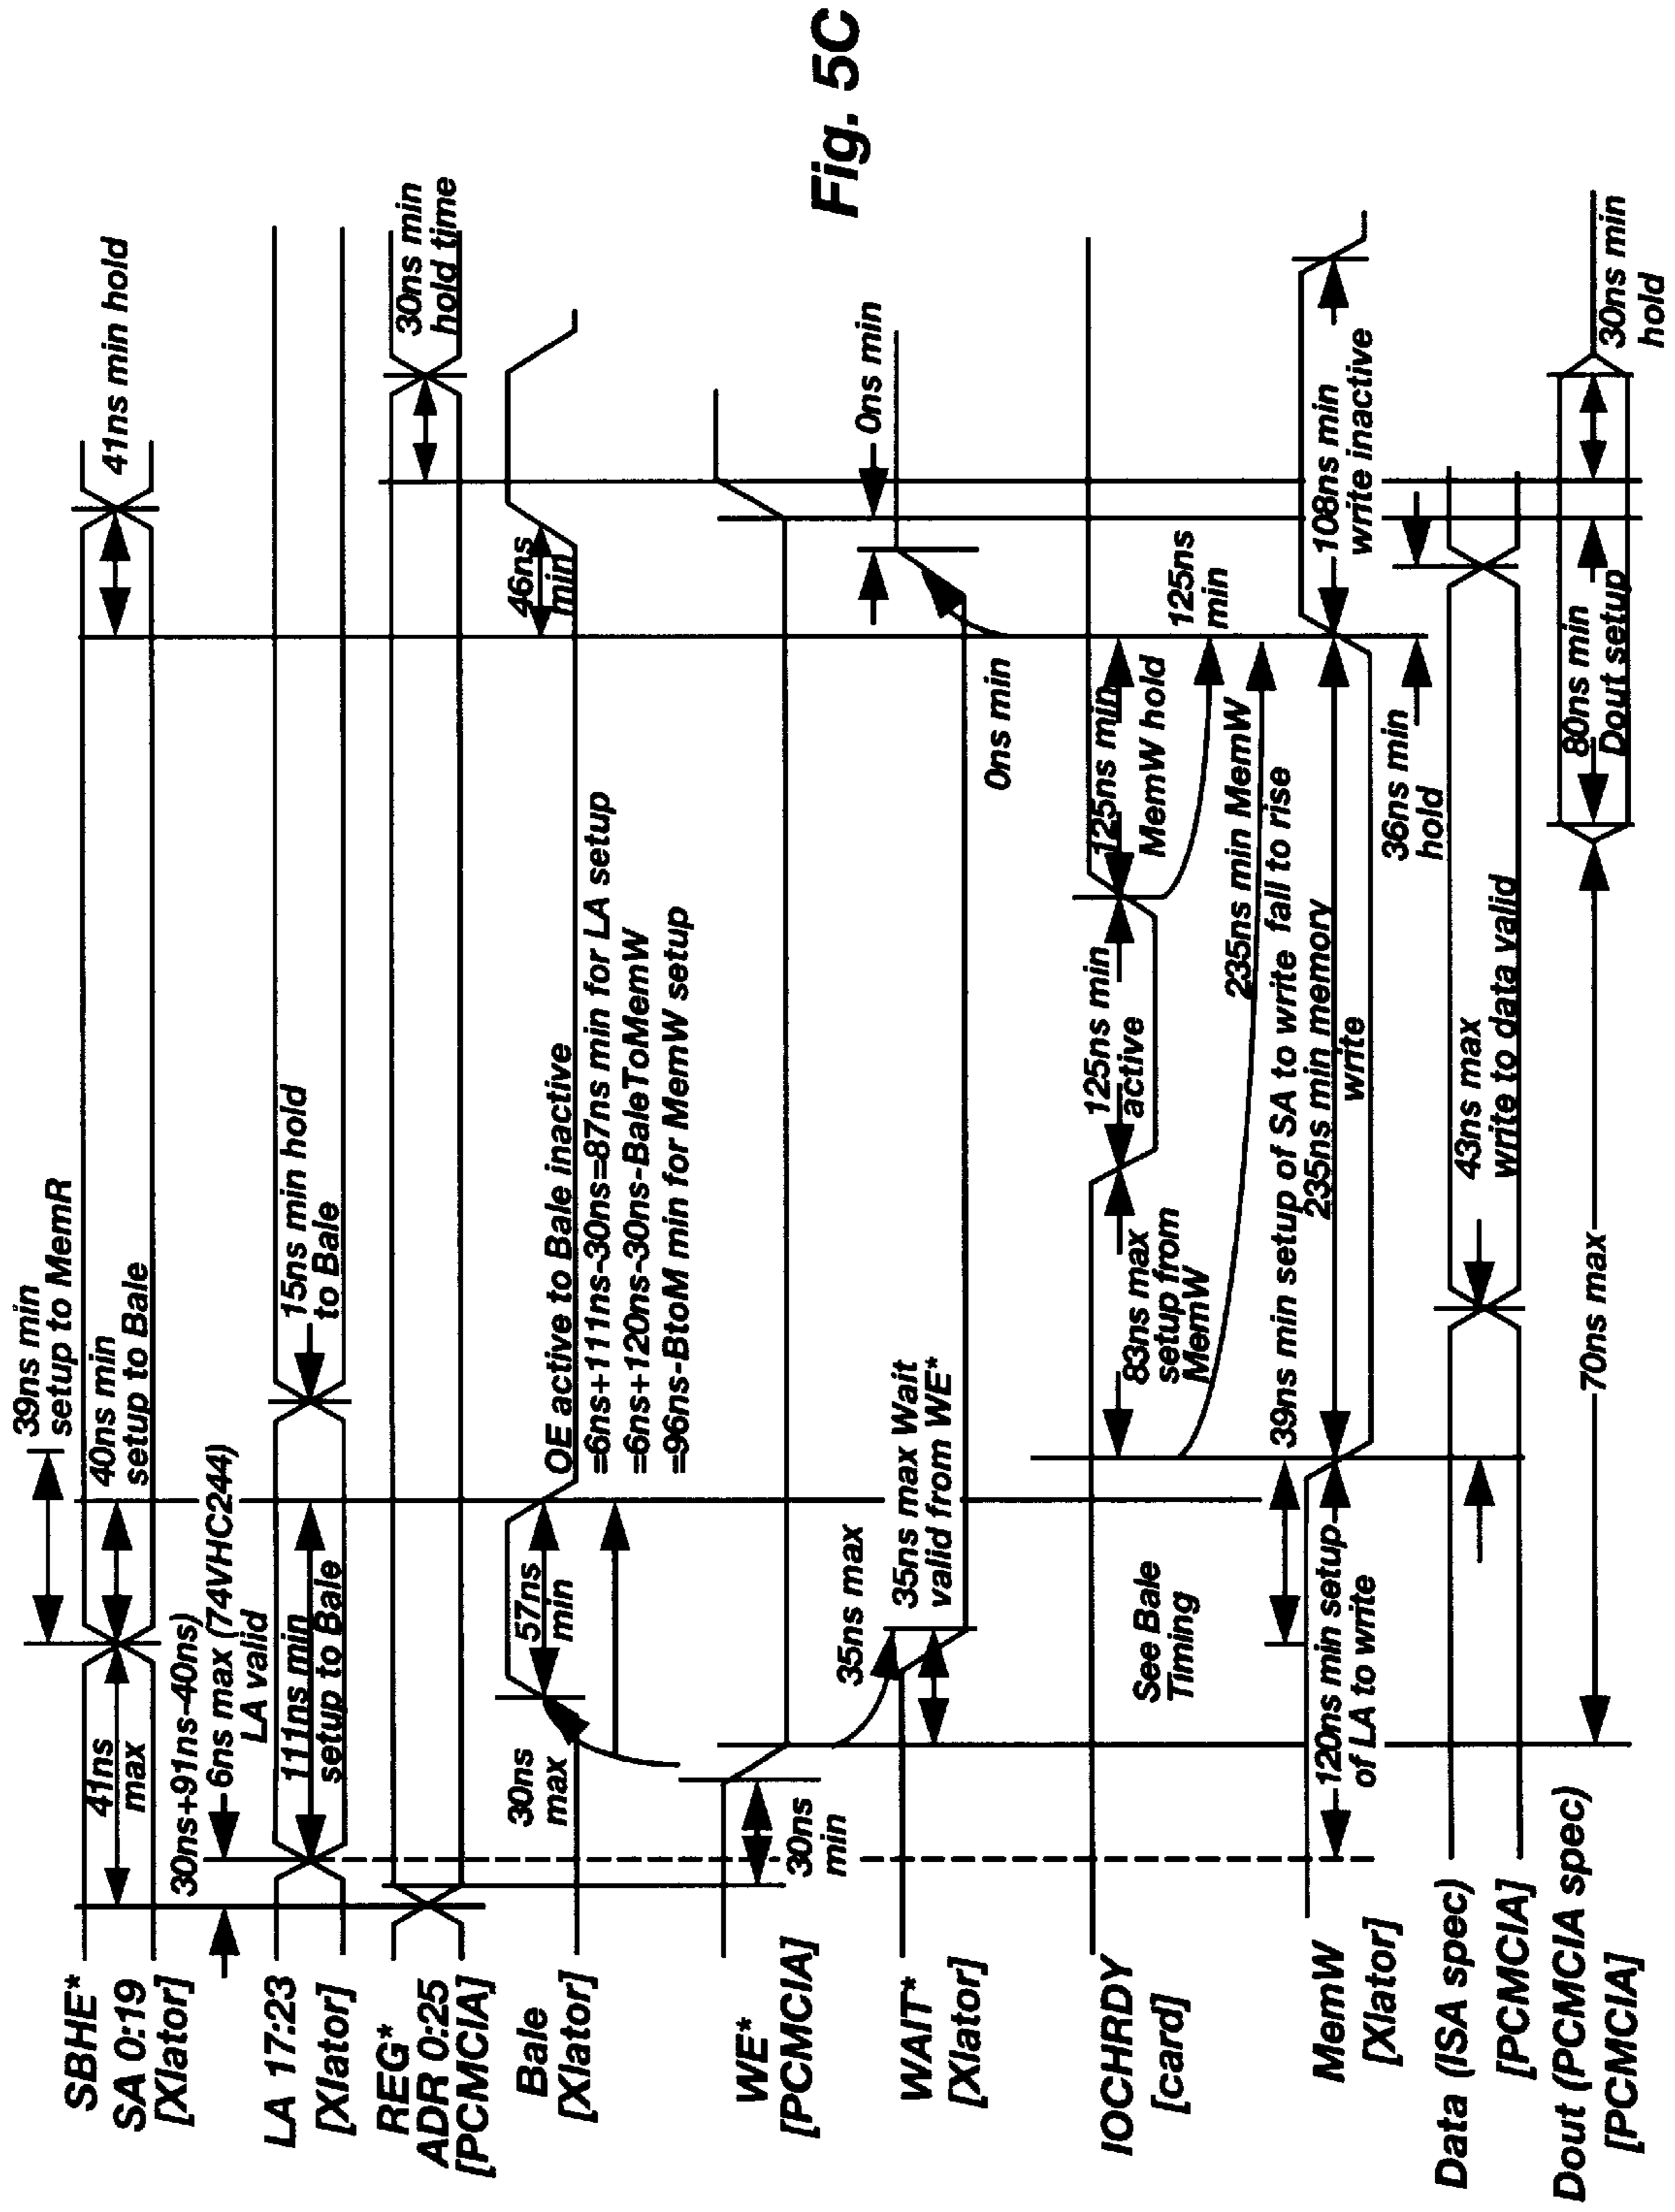 SBHE*
SA 0:19
[Xlator]
41ns
max
39ns min
setup to MemR
40ns min
setup to Bale
41ns min hold
30ns+91ns-40ns)
6ns max (74VHC244)
LA valid
LA 17:23
[Xlator]
111ns min
setup to Bale
15ns min hold
to Bale
REG*
ADR 0:25
[PCMCIA]
30ns min
hold time
Bale
[Xlator]
30ns
max
57ns
min
OE active to Bale inactive
=6ns+111ns-30ns=87ns min for LA setup
=6ns+120ns-30ns-BaleToMemW
=96ns-BtoM min for MemW setup
46ns
min
WE*
[PCMCIA]
30ns
min
35ns max
WAIT*
[Xlator]
35ns max Wait
valid from WE*
0ns min
0ns min
IOCHRDY
[card]
See Bale
Timing
83ns max
setup from
MemW
125ns min
active
125ns min
MemW hold
125ns
min
235ns min MemW
fall to rise
39ns min setup of SA to write
MemW
[Xlator]
120ns min setup
of LA to write
235ns min memory
write
108ns min
write inactive
Data (ISA spec)
[PCMCIA]
43ns max
write to data valid
36ns min
hold
Dout (PCMCIA spec)
[PCMCIA]
70ns max
80ns min
Dout setup
30ns min
hold
Fig. 5C